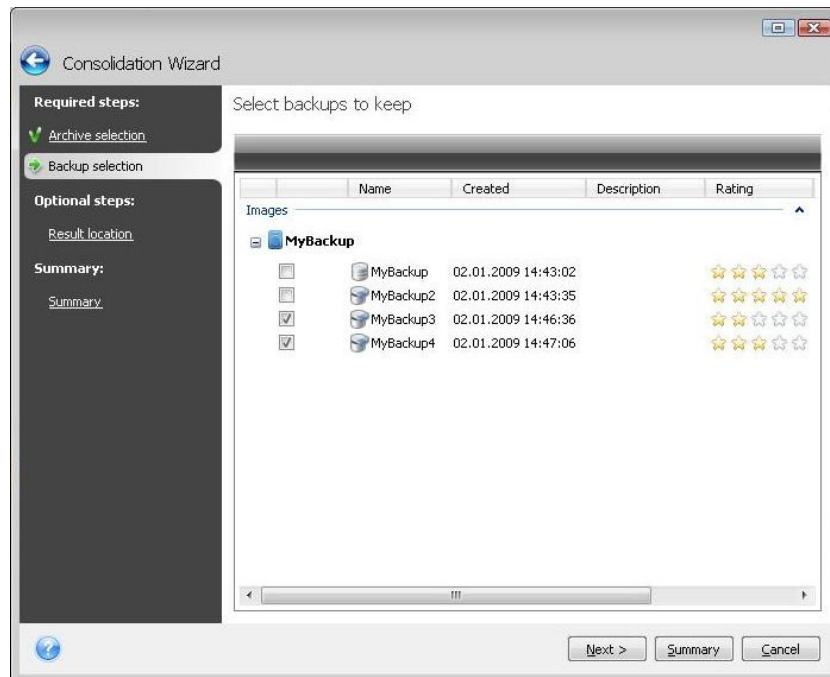 Consolidation Wizard
Required steps:
Archive selection
Backup selection
Optional steps:
Result location
Summary:
Summary
Select backups to keep
Name Created Description Rating
Images
MyBackup
MyBackup 02.01.2009 14:43:02
MyBackup2 02.01.2009 14:43:35
MyBackup3 02.01.2009 14:46:36
MyBackup4 02.01.2009 14:47:06
Next > Summary Cancel